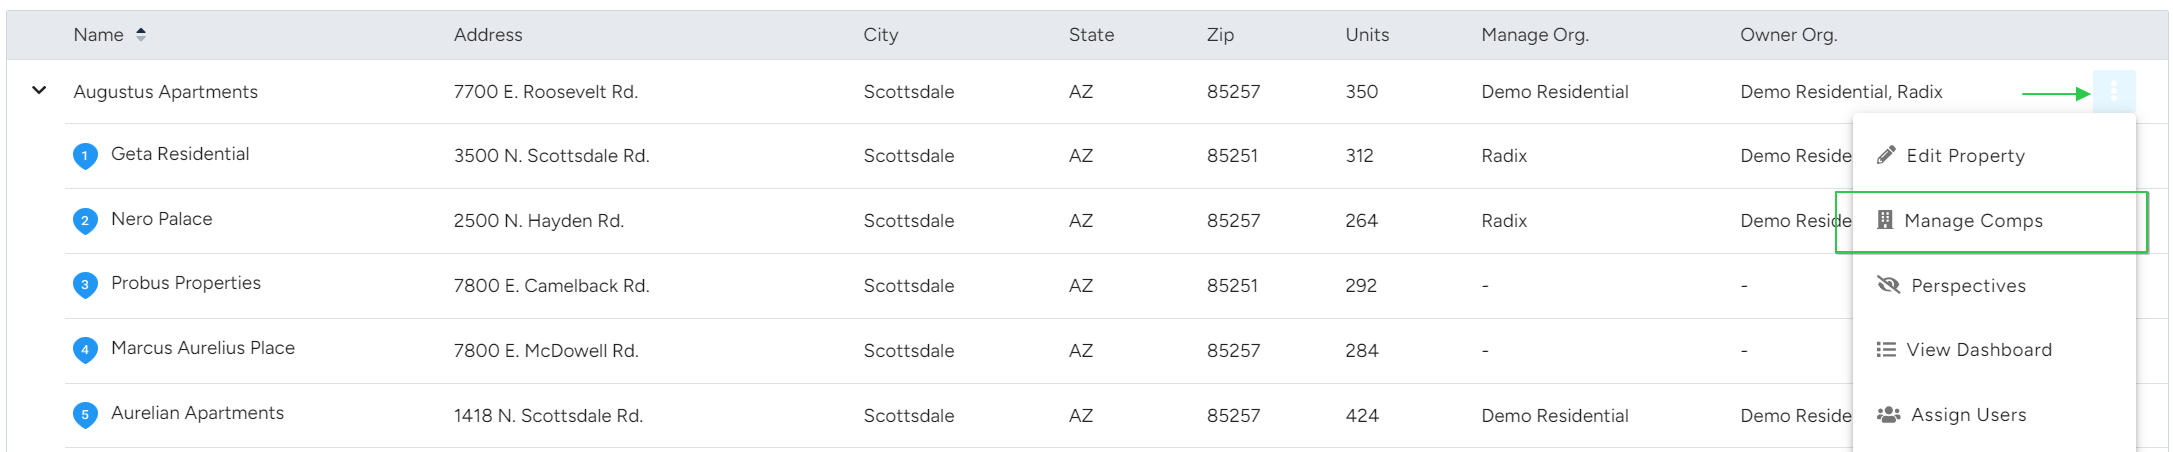 Name Address City State Zip Units Manage Org. Owner Org.
Augustus Apartments 7700 E. Roosevelt Rd. Scottsdale AZ 85257 350 Demo Residential Demo Residential, Radix
1 Geta Residential 3500 N. Scottsdale Rd. Scottsdale AZ 85251 312 Radix Demo Reside Edit Property
2 Nero Palace 2500 N. Hayden Rd. Scottsdale AZ 85257 264 Radix Demo Reside Manage Comps
3 Probus Properties 7800 E. Camelback Rd. Scottsdale AZ 85251 292 - - Perspectives
4 Marcus Aurelius Place 7800 E. McDowell Rd. Scottsdale AZ 85257 284 - - View Dashboard
5 Aurelian Apartments 1418 N. Scottsdale Rd. Scottsdale AZ 85257 424 Demo Residential Demo Reside Assign Users